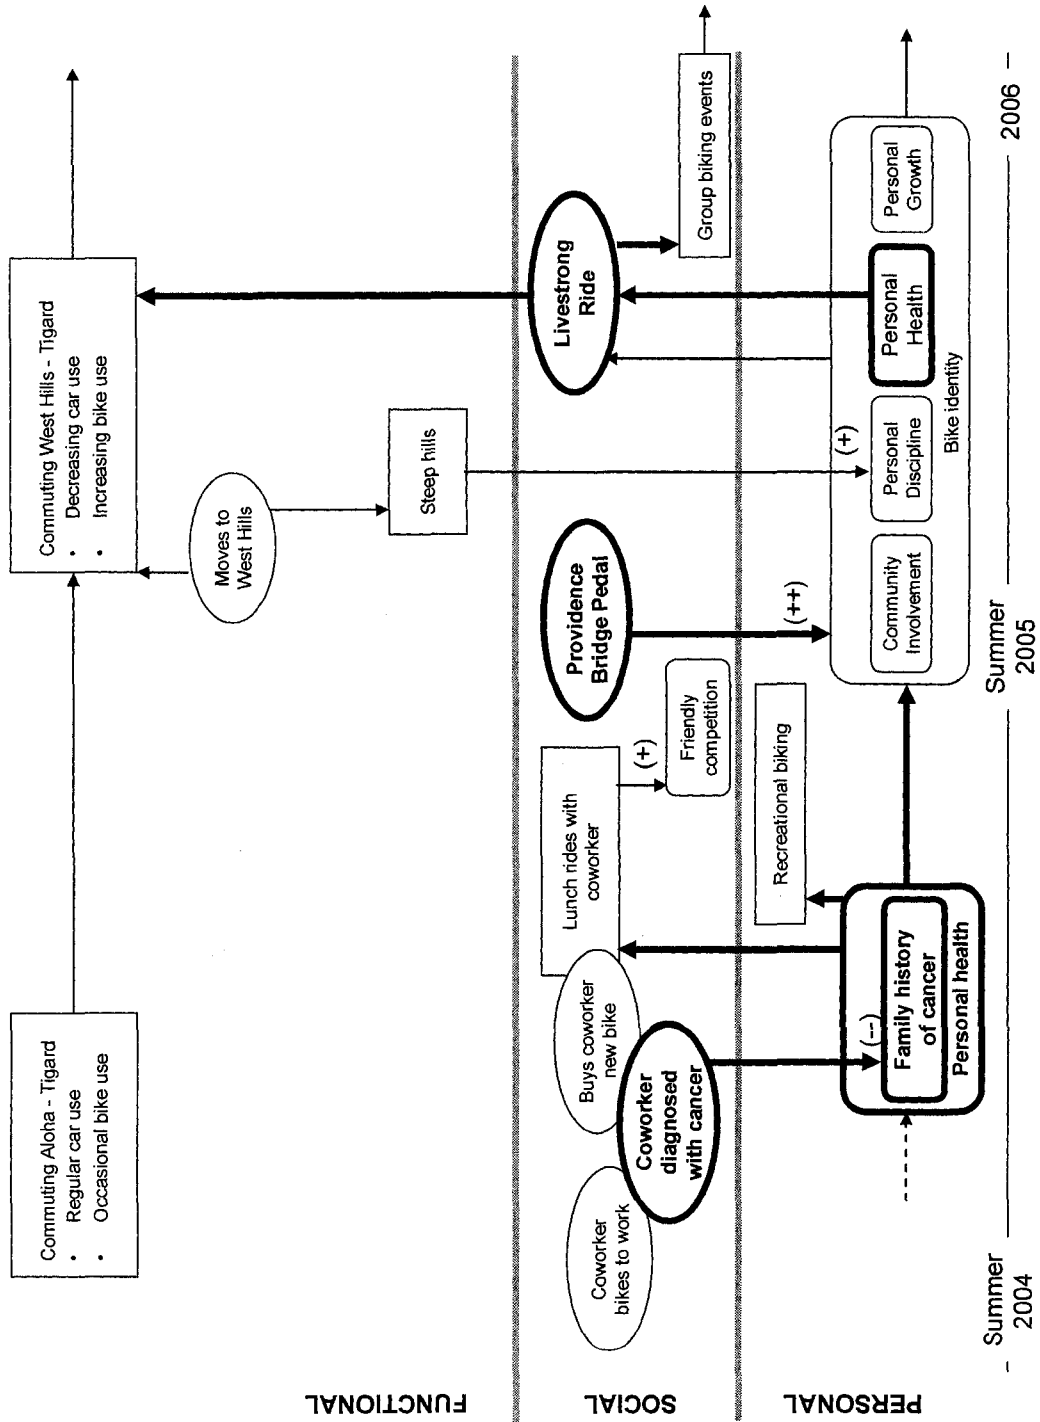 FUNCTIONAL
Commuting Aloha - Tigard
• Regular car use
• Occasional bike use
Commuting West Hills - Tigard
• Decreasing car use
• Increasing bike use
Moves to
West Hills
Steep hills
SOCIAL
Coworker
bikes to work
Coworker
diagnosed
with cancer
Buys coworker
new bike
Lunch rides with
coworker
(+)
Friendly
competition
Providence
Bridge Pedal
Livestrong
Ride
Group biking events
PERSONAL
(--)
Family history
of cancer
Personal health
Recreational biking
(++)
(+)
Community
Involvement
Personal
Discipline
Personal
Health
Personal
Growth
Bike identity
Summer
2004
Summer
2005
2006